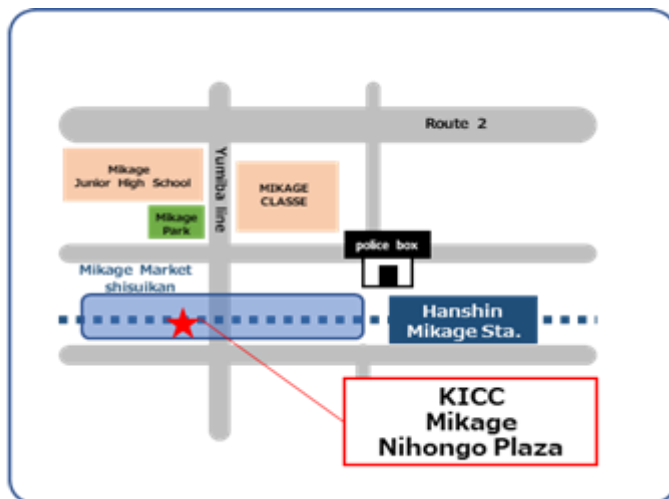 Route 2
Mikage
Junior High School
Yumiba line
MIKAGE
CLASSE
Mikage
Park
police box
Mikage Market
shisuikan
Hanshin
Mikage Sta.
KICC
Mikage
Nihongo Plaza